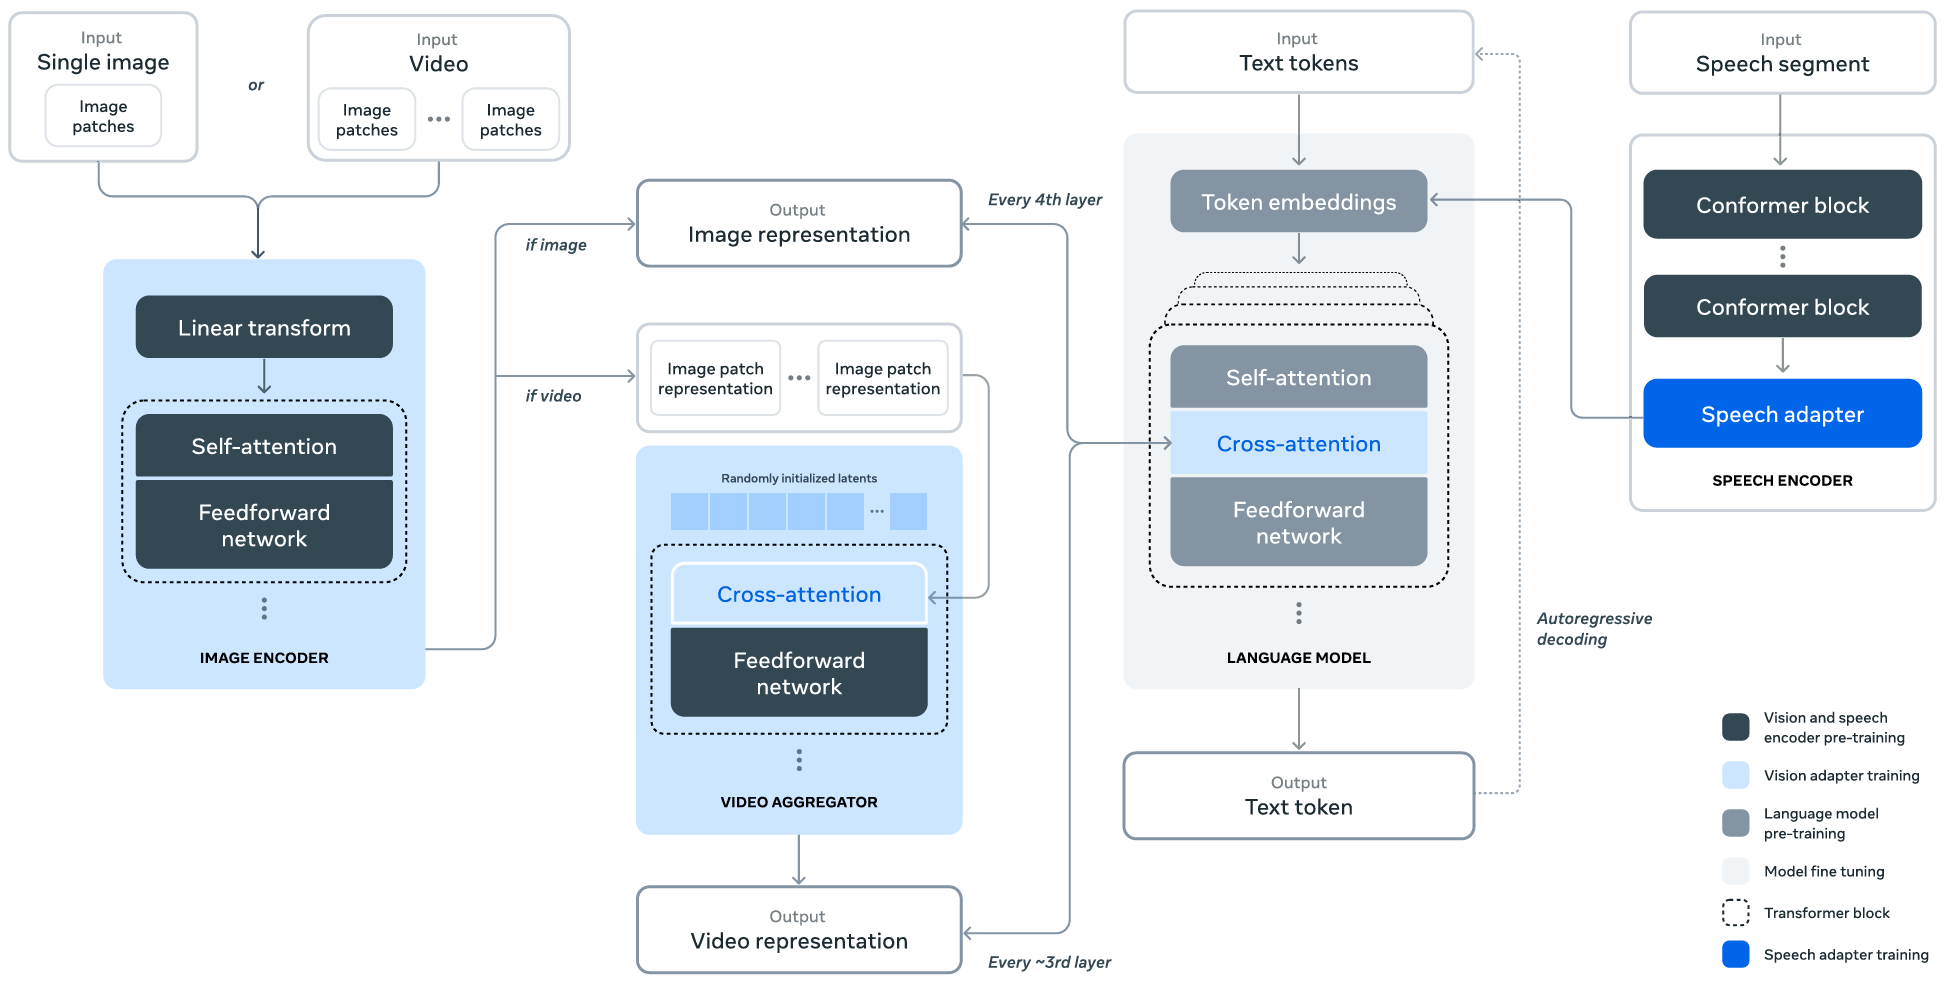 Input
Single image
Image
patches
or
Input
Video
Image
patches
...
Image
patches
Linear transform
Self-attention
Feedforward
network
IMAGE ENCODER
if image
if video
Output
Image representation
Every 4th layer
Image patch
representation
...
Image patch
representation
Randomly initialized latents
...
Cross-attention
Feedforward
network
VIDEO AGGREGATOR
Output
Video representation
Every ~3rd layer
Input
Text tokens
Token embeddings
Self-attention
Cross-attention
Feedforward
network
LANGUAGE MODEL
Output
Text token
Autoregressive
decoding
Input
Speech segment
Conformer block
Conformer block
Speech adapter
SPEECH ENCODER
Vision and speech
encoder pre-training
Vision adapter training
Language model
pre-training
Model fine tuning
Transformer block
Speech adapter training